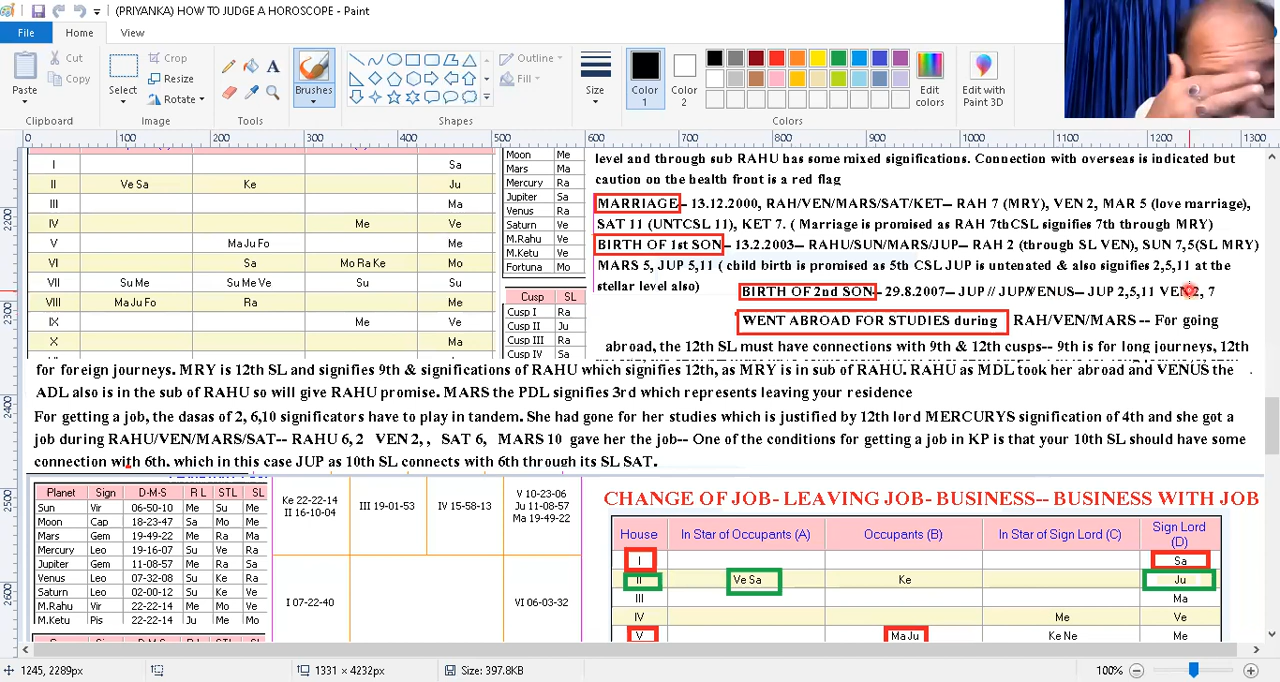 (PRIYANKA) HOW TO JUDGE A HOROSCOPE - Paint
File Home View
Paste
Cut
Copy
Clipboard
Select
Crop
Resize
Rotate
Image
Tools
Brushes
Shapes
Outline
Fill
Size
Color 1
Color 2
Colors
Edit colors
Edit with Paint 3D
0 100 200 300 400 500 600 700 800 900 1000 1100 1200 1300
2200
2300
2400
2500
2600
I Sa
II Ve Sa Ke Ju
III Ma
IV Me Ve
V Ma Ju Fo Me
VI Sa Mo Ra Ke Me
VII Su Me Su Me Ve Su
VIII Ma Ju Fo Ra Me
IX Me Ve
X Ma
Moon Me
Mars Me
Mercury Ra
Jupiter Sa
Venus Ra
Saturn Ve
M.Rahu Ve
M.Ketu Ve
Fortuna Me
Cusp SL
Cusp I Ra
Cusp II Ju
Cusp III Ra
Cusp IV Sa
level and through sub RAHU has some mixed significations. Connection with overseas is indicated but
caution on the health front is a red flag
MARRIAGE-- 13.12.2000, RAH/VEN/MARS/SAT/KET-- RAH 7 (MRY), VEN 2, MAR 5 (love marriage),
SAT 11 (UNTCSL 11), KET 7. ( Marriage is promised as RAH 7thCSL signifies 7th through MRY)
BIRTH OF 1st SON-- 13.2.2003-- RAHU/SUN/MARS/JUP-- RAH 2 (through SL VEN), SUN 7,5(SL MRY)
MARS 5, JUP 5,11 ( child birth is promised as 5th CSL JUP is untenated & also signifies 2,5,11 at the
stellar level also)
BIRTH OF 2nd SON-- 29.8.2007-- JUP // JUP/VENUS-- JUP 2,5,11 VEN 2, 7
WENT ABROAD FOR STUDIES during RAH/VEN/MARS -- For going
abroad, the 12th SL must have connections with 9th & 12th cusps-- 9th is for long journeys, 12th
for foreign journeys. MRY is 12th SL and signifies 9th & significations of RAHU which signifies 12th, as MRY is in sub of RAHU. RAHU as MDL took her abroad and VENUS the
ADL also is in the sub of RAHU so will give RAHU promise. MARS the PDL signifies 3rd which represents leaving your residence
For getting a job, the dasas of 2, 6,10 significators have to play in tandem. She had gone for her studies which is justified by 12th lord MERCURYS signification of 4th and she got a
job during RAHU/VEN/MARS/SAT-- RAHU 6, 2 VEN 2, , SAT 6, MARS 10 gave her the job-- One of the conditions for getting a job in KP is that your 10th SL should have some
connection with 6th, which in this case JUP as 10th SL connects with 6th through its SL SAT.
Planet Sign D-M-S R L STL SL
Sun Vir 06-50-10 Me Su Me
Moon Cap 18-23-47 Sa Mo Me
Mars Gem 19-49-22 Me Ra Ma
Mercury Leo 19-16-07 Su Ve Ra
Jupiter Gem 11-08-57 Me Ra Sa
Venus Leo 07-32-08 Su Ke Ra
Saturn Leo 02-00-12 Su Ke Ve
M.Rahu Vir 22-22-14 Me Mo Ve
M.Ketu Pis 22-22-14 Ju Me Mo
Ke 22-22-14
II 16-10-04
III 19-01-53
IV 15-58-13
V 10-23-06
Ju 11-08-57
Ma 19-49-22
I 07-22-40
VI 06-03-32
CHANGE OF JOB- LEAVING JOB- BUSINESS-- BUSINESS WITH JOB
House In Star of Occupants (A) Occupants (B) In Star of Sign Lord (C) Sign Lord (D)
I Sa
II Ve Sa Ke Ju
III Ma
IV Me Ve
V Ma Ju Ke Ne Me
1245, 2289px 1331 × 4232px Size: 397.8KB 100%